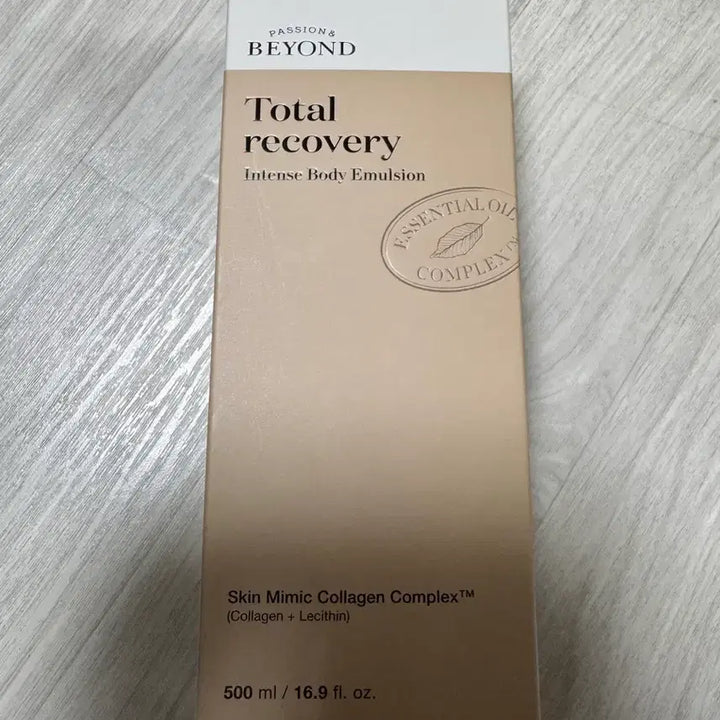 PASSION &
BEYOND
Total
recovery
Intense Body Emulsion
ESSENTIAL OIL
COMPLEX™
Skin Mimic Collagen Complex™
(Collagen + Lecithin)
500 ml / 16.9 fl. oz.